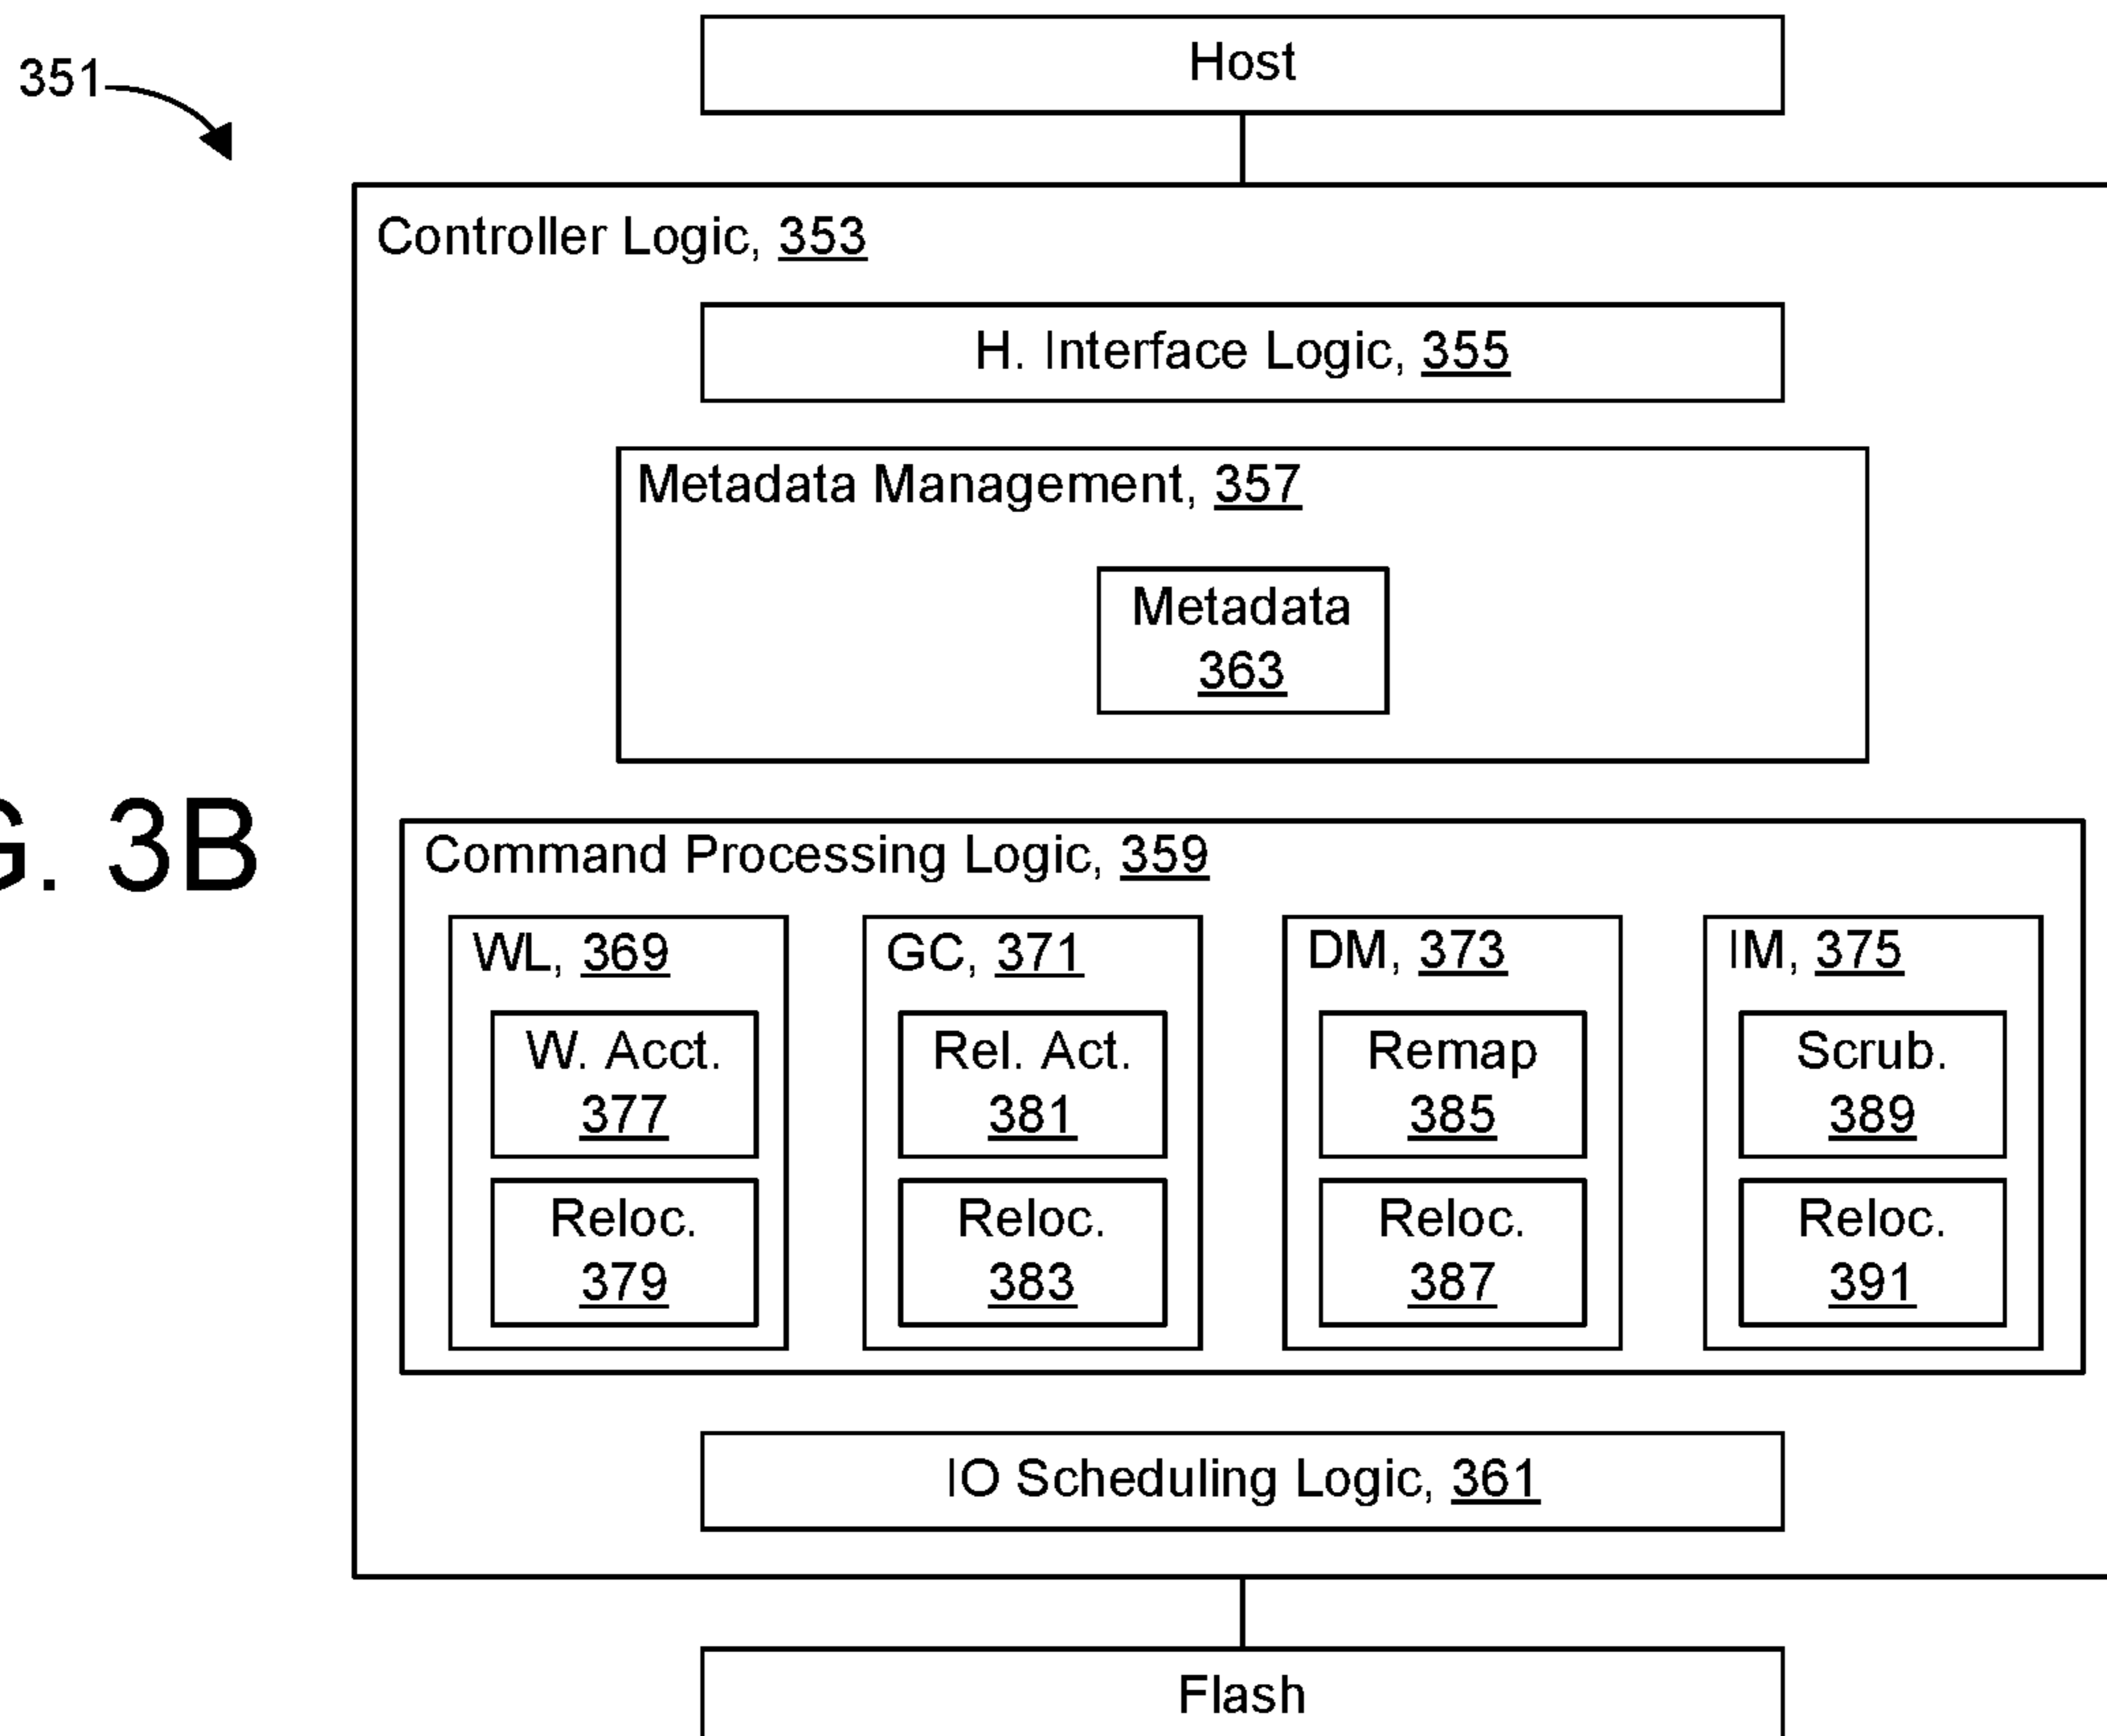 Host
351
Controller Logic, 353
H. Interface Logic, 355
Metadata Management, 357
Metadata
363
G. 3B
Command Processing Logic, 359
WL, 369
W. Acct.
377
Reloc.
379
GC, 371
Rel. Act.
381
Reloc.
383
DM, 373
Remap
385
Reloc.
387
IM, 375
Scrub.
389
Reloc.
391
IO Scheduling Logic, 361
Flash